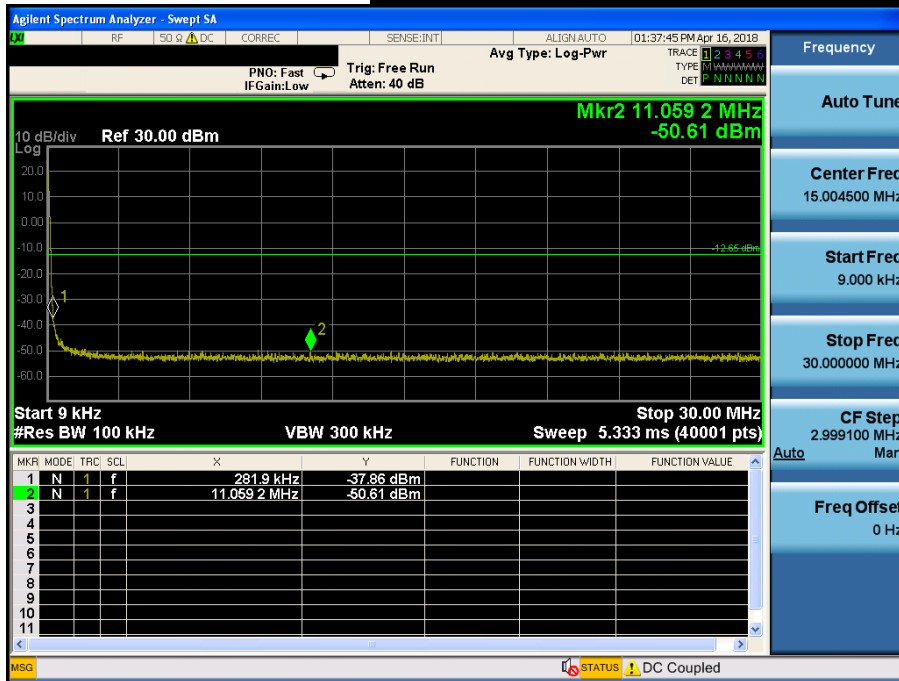 Agilent Spectrum Analyzer - Swept SA
LXI RF 50 Ω DC CORREC SENSE:INT ALIGN AUTO 01:37:45 PM Apr 16, 2018
Frequency
Avg Type: Log-Pwr
TRACE 1 2 3 4 5 6
PNO: Fast Trig: Free Run
TYPE M WWWWW
IFGain:Low Atten: 40 dB
DET P N N N N N
Auto Tune
Mkr2 11.059 2 MHz
10 dB/div Ref 30.00 dBm -50.61 dBm
Log
20.0
10.0
0.00
-10.0
-12.65 dBm
-20.0
-30.0
1
-40.0
2
-50.0
-60.0
Center Freq
15.004500 MHz
Start Freq
9.000 kHz
Stop Freq
30.000000 MHz
Start 9 kHz Stop 30.00 MHz
#Res BW 100 kHz VBW 300 kHz Sweep 5.333 ms (40001 pts)
CF Step
2.999100 MHz
Auto Man
MKR MODE TRC SCL X Y FUNCTION FUNCTION WIDTH FUNCTION VALUE
1 N 1 f 281.9 kHz -37.86 dBm
2 N 1 f 11.059 2 MHz -50.61 dBm
3
4
5
6
7
8
9
10
11
Freq Offset
0 Hz
MSG STATUS DC Coupled